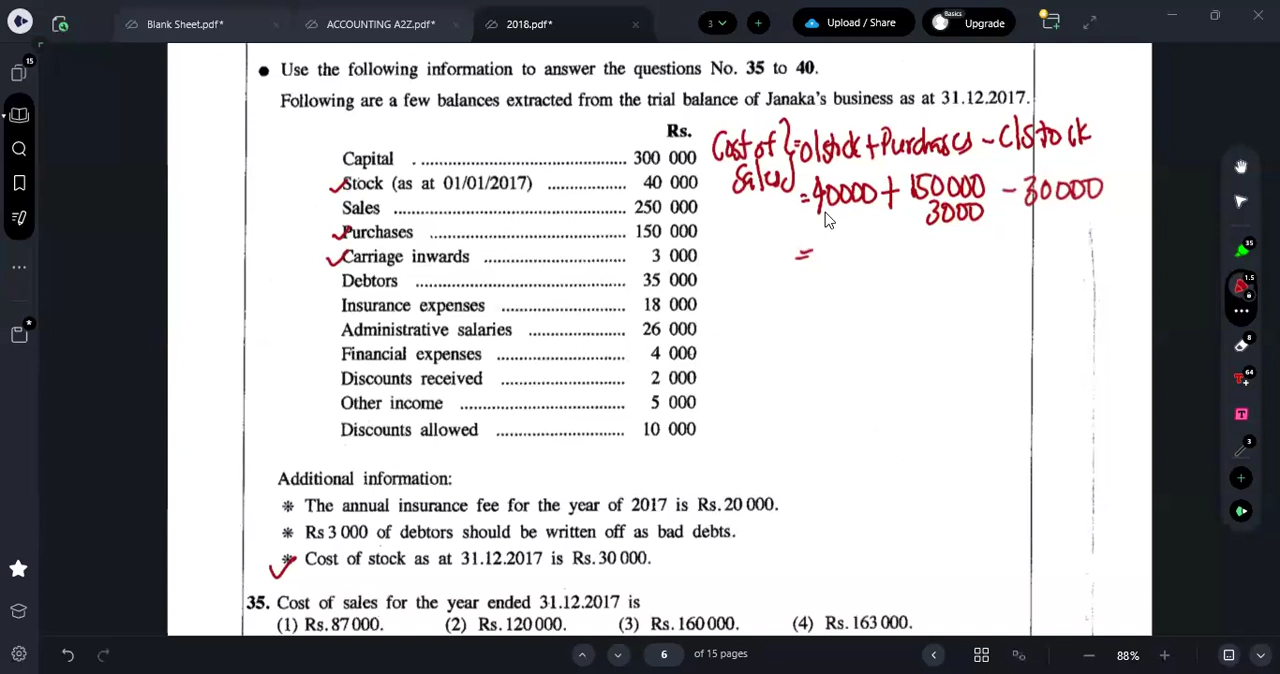 Blank Sheet.pdf*
ACCOUNTING A2Z.pdf*
2018.pdf*
3
Upload / Share
Basics
Upgrade
● Use the following information to answer the questions No. 35 to 40.
Following are a few balances extracted from the trial balance of Janaka's business as at 31.12.2017.
Rs.
Capital ................ 300 000
Stock (as at 01/01/2017) ................ 40 000
Sales ................ 250 000
Purchases ................ 150 000
Carriage inwards ................ 3 000
Debtors ................ 35 000
Insurance expenses ................ 18 000
Administrative salaries ................ 26 000
Financial expenses ................ 4 000
Discounts received ................ 2 000
Other income ................ 5 000
Discounts allowed ................ 10 000
Cost of Sales } = O/stock + Purchases - C/Stock
= 40000 + 150000 - 30000
3000
=
Additional information:
* The annual insurance fee for the year of 2017 is Rs. 20 000.
* Rs 3 000 of debtors should be written off as bad debts.
* Cost of stock as at 31.12.2017 is Rs. 30 000.
35. Cost of sales for the year ended 31.12.2017 is
(1) Rs. 87 000. (2) Rs. 120 000. (3) Rs. 160 000. (4) Rs. 163 000.
15
35
1.5
8
64
T
3
6 of 15 pages
88%